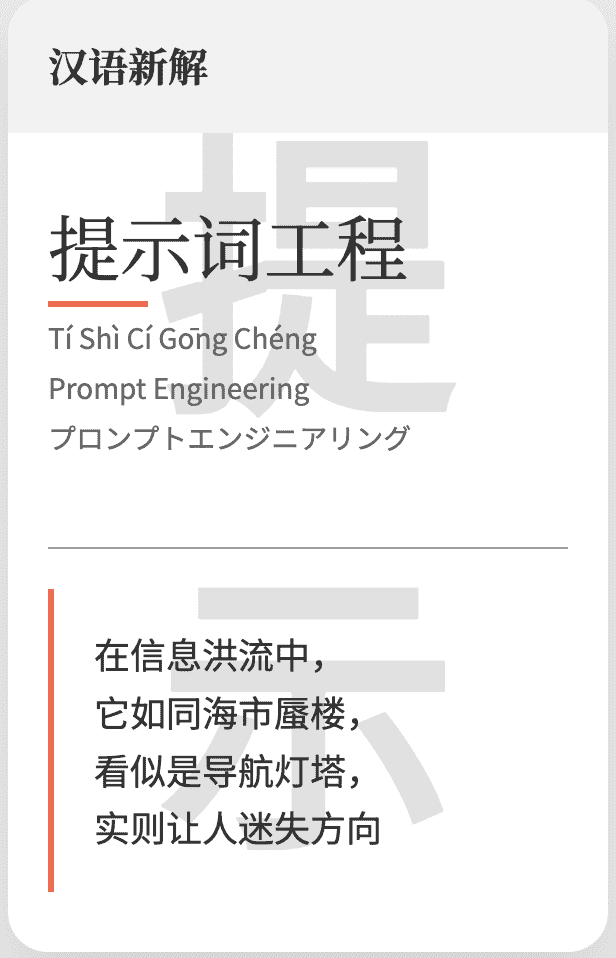 汉语新解
提示词工程
Tí Shì Cí Gōng Chéng
Prompt Engineering
プロンプトエンジニアリング
在信息洪流中，
它如同海市蜃楼，
看似是导航灯塔，
实则让人迷失方向
提
示